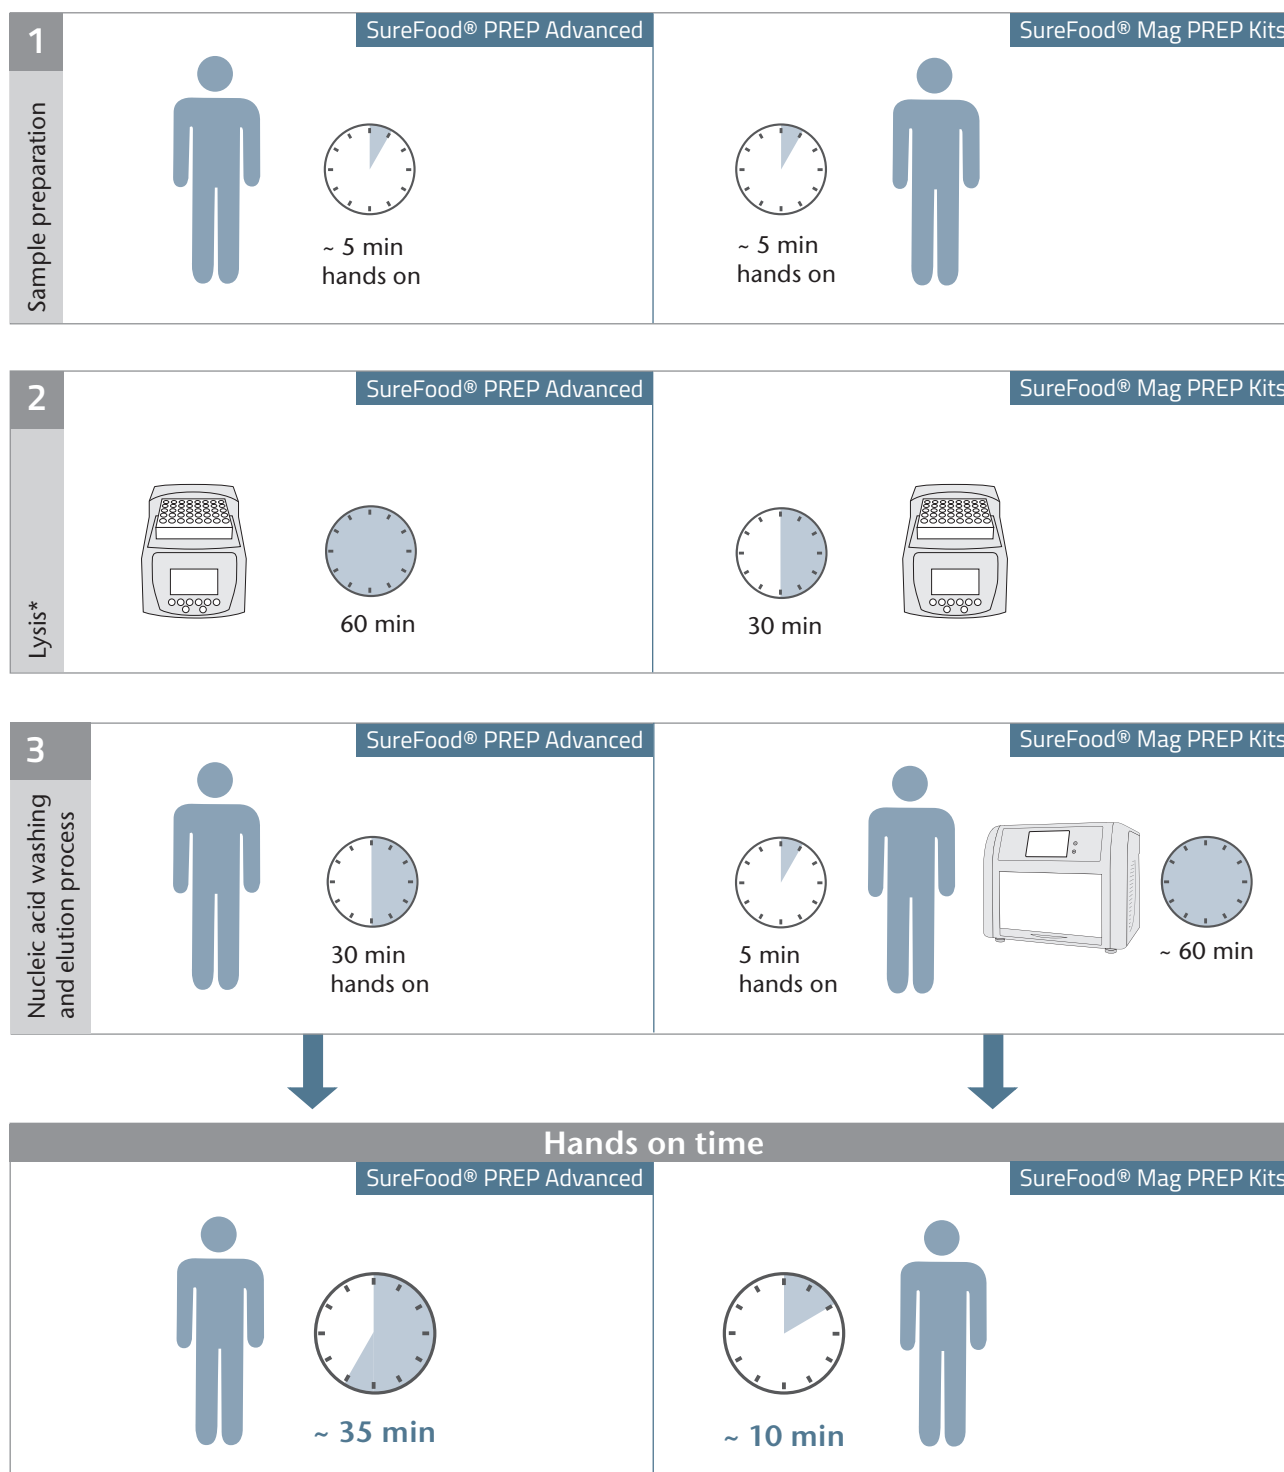 1
Sample preparation
SureFood® PREP Advanced
~ 5 min
hands on
SureFood® Mag PREP Kits
~ 5 min
hands on
2
Lysis*
SureFood® PREP Advanced
60 min
SureFood® Mag PREP Kits
30 min
3
Nucleic acid washing
and elution process
SureFood® PREP Advanced
30 min
hands on
SureFood® Mag PREP Kits
5 min
hands on
~ 60 min
Hands on time
SureFood® PREP Advanced
~ 35 min
SureFood® Mag PREP Kits
~ 10 min